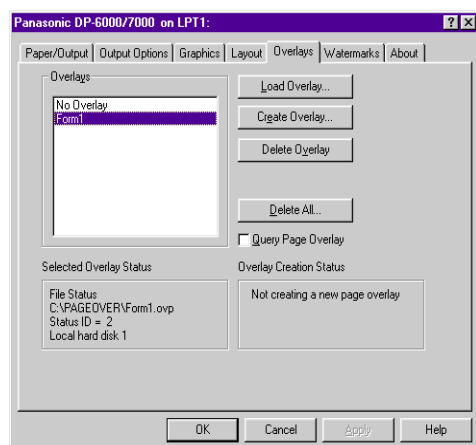 Panasonic DP-6000/7000 on LPT1:
Paper/Output Output Options Graphics Layout Overlays Watermarks About
Overlays
No Overlay
Form1
Load Overlay...
Create Overlay...
Delete Overlay
Delete All...
Query Page Overlay
Selected Overlay Status
File Status
C:\PAGEOVER\Form1.ovp
Status ID = 2
Local hard disk 1
Overlay Creation Status
Not creating a new page overlay
OK Cancel Apply Help